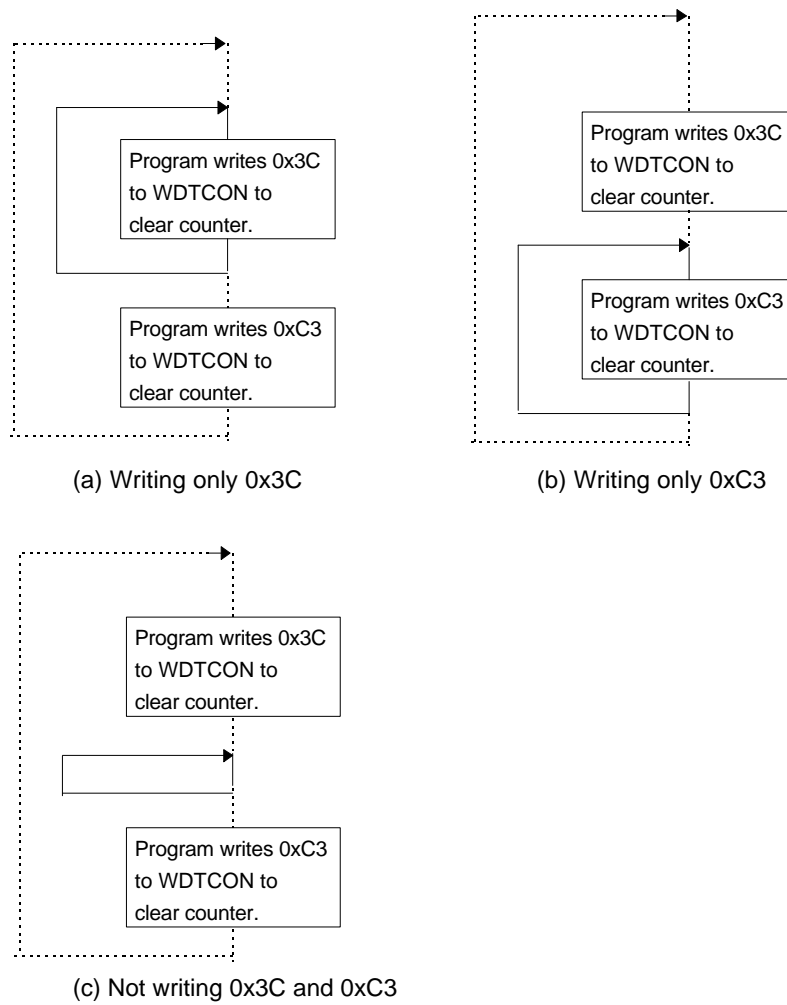 Program writes 0x3C
to WDTCON to
clear counter.
Program writes 0xC3
to WDTCON to
clear counter.
(a) Writing only 0x3C
Program writes 0x3C
to WDTCON to
clear counter.
Program writes 0xC3
to WDTCON to
clear counter.
(b) Writing only 0xC3
Program writes 0x3C
to WDTCON to
clear counter.
Program writes 0xC3
to WDTCON to
clear counter.
(c) Not writing 0x3C and 0xC3